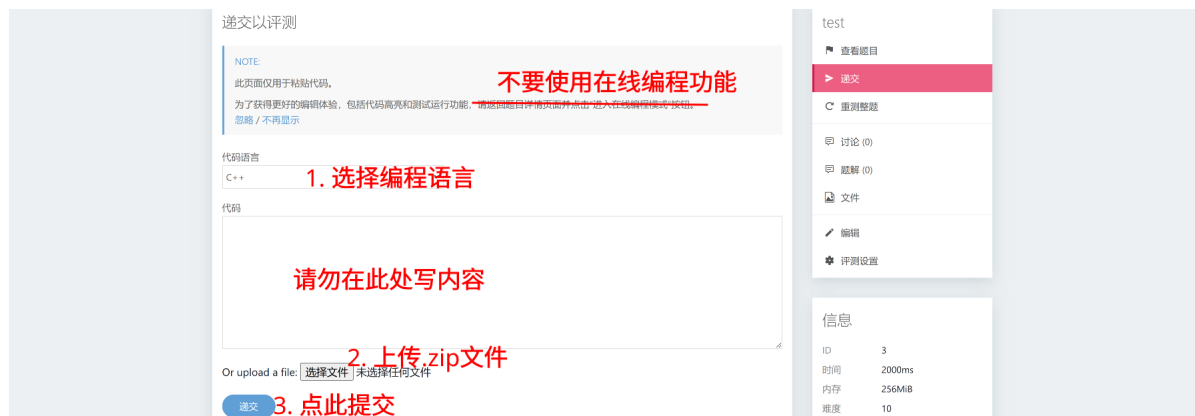 递交以评测
NOTE:
此页面仅用于粘贴代码。
不要使用在线编程功能
为了获得更好的编辑体验，包括代码高亮和测试运行功能，请返回题目详情页面并点击“进入在线编程模式”按钮。
忽略 / 不再显示
代码语言
C++
1. 选择编程语言
代码
请勿在此处写内容
2. 上传.zip文件
Or upload a file: 选择文件 未选择任何文件
递交
3. 点此提交
test
查看题目
递交
重测整题
讨论 (0)
题解 (0)
文件
编辑
评测设置
信息
ID 3
时间 2000ms
内存 256MiB
难度 10